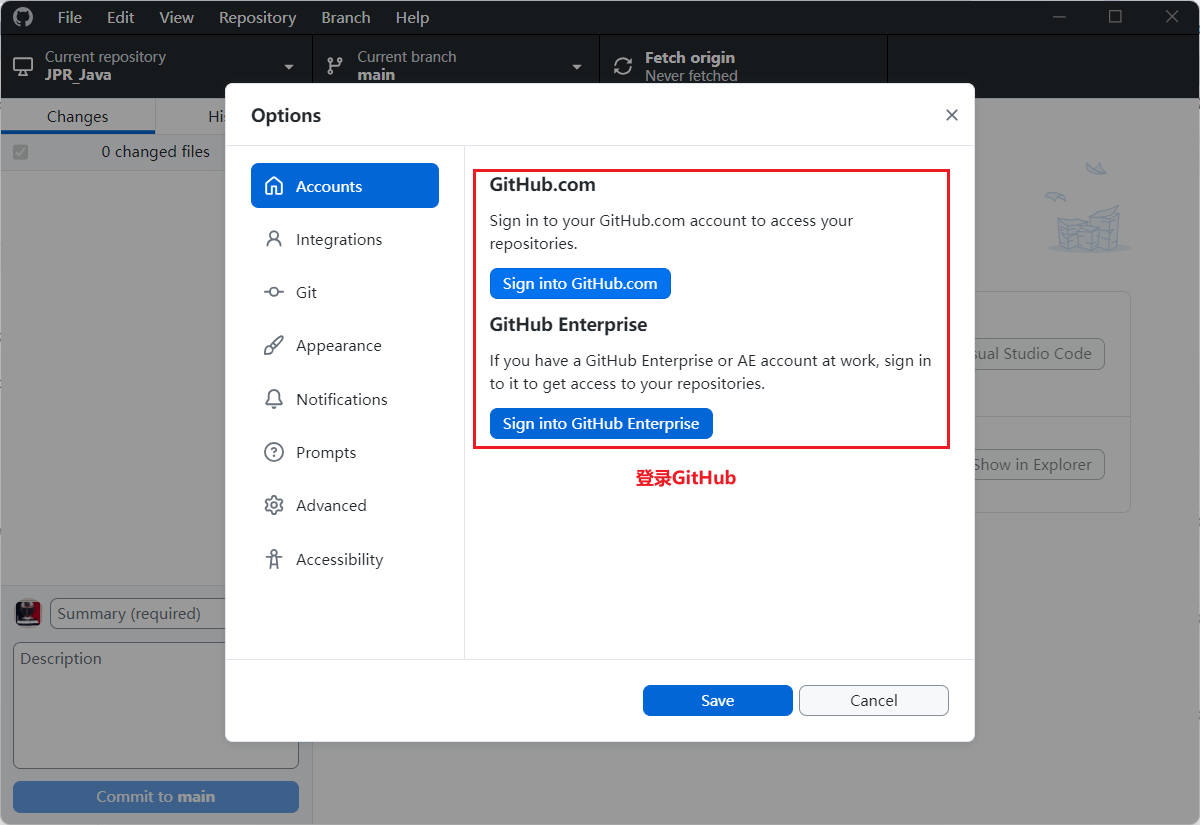 File Edit View Repository Branch Help
Current repository
JPR_Java
Current branch
main
Fetch origin
Never fetched
Changes
0 changed files
Options
Accounts
Integrations
Git
Appearance
Notifications
Prompts
Advanced
Accessibility
GitHub.com
Sign in to your GitHub.com account to access your
repositories.
Sign into GitHub.com
GitHub Enterprise
If you have a GitHub Enterprise or AE account at work, sign in
to it to get access to your repositories.
Sign into GitHub Enterprise
登录GitHub
Studio Code
Show in Explorer
Summary (required)
Description
Save
Cancel
Commit to main